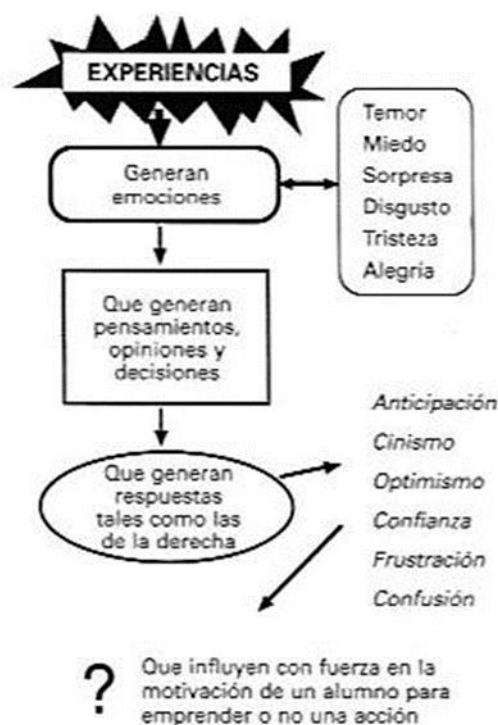 EXPERIENCIAS
Generan
emociones
Temor
Miedo
Sorpresa
Disgusto
Tristeza
Alegría
Que generan
pensamientos,
opiniones y
decisiones
Que generan
respuestas
tales como las
de la derecha
Anticipación
Cinismo
Optimismo
Confianza
Frustración
Confusión
?
Que influyen con fuerza en la
motivación de un alumno para
emprender o no una acción